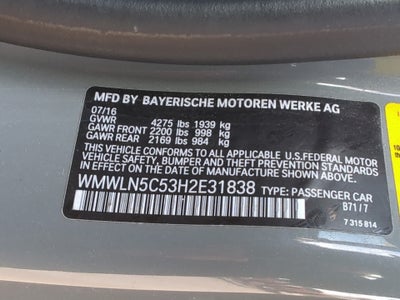 MFD BY BAYERISCHE MOTOREN WERKE AG
07/16
GVWR 4275 lbs 1939 kg
GAWR FRONT 2200 lbs 998 kg
GAWR REAR 2169 lbs 984 kg
THIS VEHICLE CONFORMS TO ALL APPLICABLE U.S.FEDERAL MOTOR
VEHICLE SAFETY, BUMPER, AND THEFT PREVENTION STANDARDS
IN EFFECT ON THE DATE OF MANUFACTURE SHOWN ABOVE.
WMWLN5C53H2E31838 TYPE: PASSENGER CAR
B71/7
7 315 814